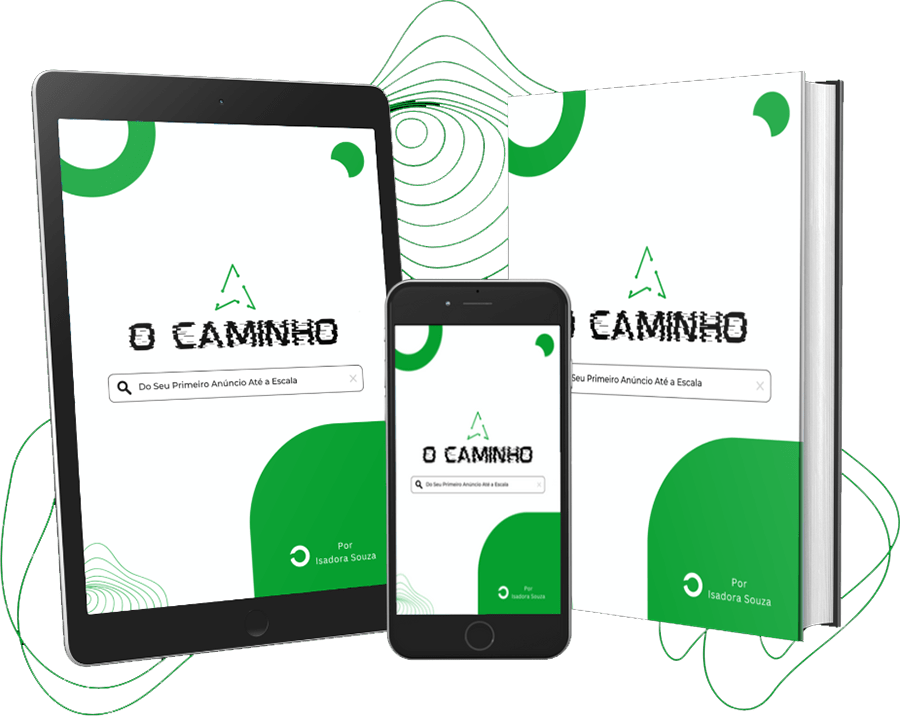 O CAMINHO
Do Seu Primeiro Anúncio Até a Escala
Por
Isadora Souza
O CAMINHO
Do Seu Primeiro Anúncio Até a Escala
Por
Isadora Souza
CAMINHO
Seu Primeiro Anúncio Até a Escala
Por
Isadora Souza